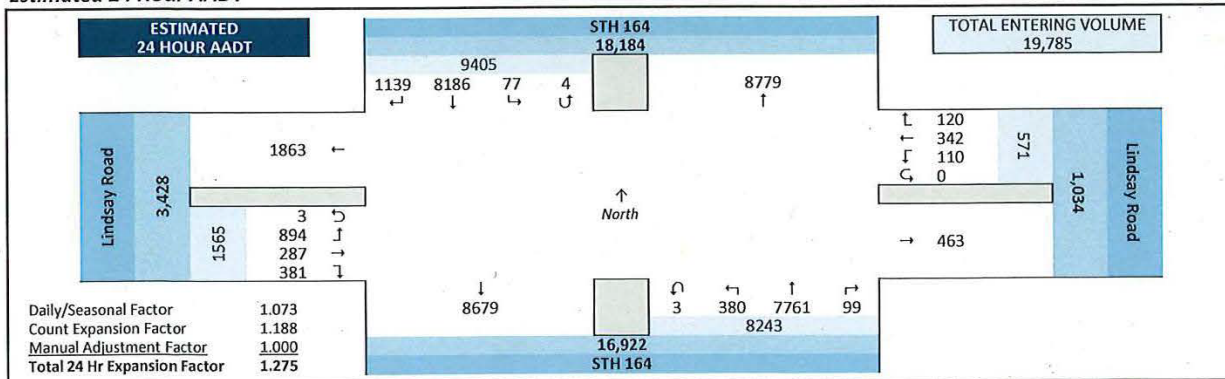 Estimated 24 Hour AADT
ESTIMATED
24 HOUR AADT
STH 164
18,184
TOTAL ENTERING VOLUME
19,785
9405
1139 8186 77 4
↵ ↓ ↳ ↺
8779
↑
Lindsay Road
3,428
1863 ←
1565
3 ↺
894 ↱
287 →
381 ↴
↑
North
↰ 120
← 342
↲ 110
↺ 0
571
1,034
Lindsay Road
→ 463
Daily/Seasonal Factor 1.073
Count Expansion Factor 1.188
Manual Adjustment Factor 1.000
Total 24 Hr Expansion Factor 1.275
↓
8679
↺ ↰ ↑ ↱
3 380 7761 99
8243
16,922
STH 164